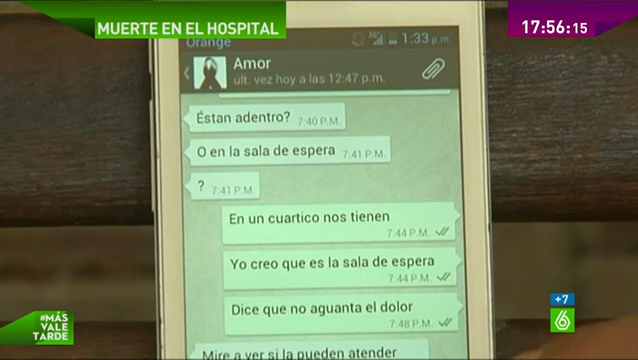 MUERTE EN EL HOSPITAL
17:56:15
Orange
3G
1:33 p.m.
Amor
últ. vez hoy a las 12:47 p.m.
Éstan adentro?
7:40 P.M.
O en la sala de espera
7:41 P.M.
?
7:41 P.M.
En un cuartico nos tienen
7:44 P.M.
Yo creo que es la sala de espera
7:44 P.M.
Dice que no aguanta el dolor
7:48 P.M.
Mire a ver si la pueden atender
#MÁS
VALE
TARDE
+7
6